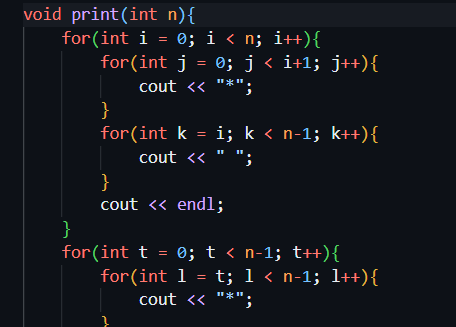 void print(int n){
    for(int i = 0; i < n; i++){
        for(int j = 0; j < i+1; j++){
            cout << "*";
        }
        for(int k = i; k < n-1; k++){
            cout << " ";
        }
        cout << endl;
    }
    for(int t = 0; t < n-1; t++){
        for(int l = t; l < n-1; l++){
            cout << "*";
        }